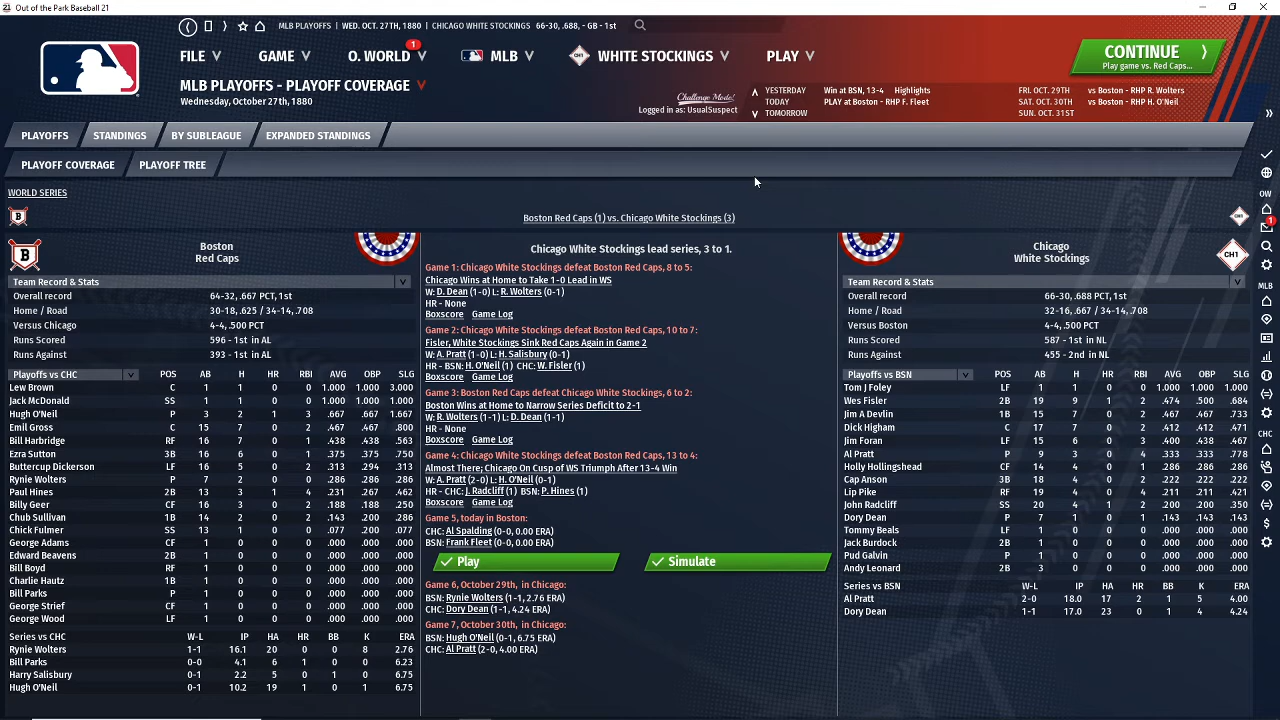 Out of the Park Baseball 21
MLB PLAYOFFS | WED. OCT. 27TH, 1880 | CHICAGO WHITE STOCKINGS 66-30, .688, - GB - 1st
FILE GAME O. WORLD 1 MLB WHITE STOCKINGS PLAY
CONTINUE
Play game vs. Red Caps...
MLB PLAYOFFS - PLAYOFF COVERAGE
Wednesday, October 27th, 1880
Challenge Mode!
Logged in as: UsualSuspect
YESTERDAY Win at BSN, 13-4 Highlights
TODAY PLAY at Boston - RHP F. Fleet
TOMORROW
FRI. OCT. 29TH vs Boston - RHP R. Wolters
SAT. OCT. 30TH vs Boston - RHP H. O'Neil
SUN. OCT. 31ST
PLAYOFFS STANDINGS BY SUBLEAGUE EXPANDED STANDINGS
PLAYOFF COVERAGE PLAYOFF TREE
WORLD SERIES
Boston Red Caps (1) vs. Chicago White Stockings (3)
B
Boston
Red Caps
Team Record & Stats
Overall record 64-32, .667 PCT, 1st
Home / Road 30-18, .625 / 34-14, .708
Versus Chicago 4-4, .500 PCT
Runs Scored 596 - 1st in AL
Runs Against 393 - 1st in AL
Playoffs vs CHC POS AB H HR RBI AVG OBP SLG
Lew Brown C 1 1 0 0 1.000 1.000 3.000
Jack McDonald SS 1 1 0 0 1.000 1.000 1.000
Hugh O'Neil P 3 2 1 3 .667 .667 1.667
Emil Gross C 15 7 0 2 .467 .467 .800
Bill Harbridge RF 16 7 0 2 .438 .438 .563
Ezra Sutton 3B 16 6 0 1 .375 .375 .750
Buttercup Dickerson LF 16 5 0 2 .313 .294 .313
Rynie Wolters P 7 2 0 1 .286 .286 .286
Paul Hines 2B 13 3 1 4 .231 .267 .462
Billy Geer CF 16 3 0 2 .188 .188 .250
Chub Sullivan 1B 14 2 0 2 .143 .200 .286
Chick Fulmer SS 13 1 0 1 .077 .200 .077
George Adams CF 1 0 0 0 .000 .000 .000
Edward Beavens 2B 1 0 0 0 .000 .000 .000
Bill Boyd RF 1 0 0 0 .000 .000 .000
Charlie Hautz 1B 1 0 0 0 .000 .000 .000
Bill Parks P 1 0 0 0 .000 .000 .000
George Strief CF 1 0 0 0 .000 .000 .000
George Wood LF 1 0 0 0 .000 .000 .000
Series vs CHC W-L IP HA HR BB K ERA
Rynie Wolters 1-1 16.1 20 0 0 8 2.76
Bill Parks 0-0 4.1 6 1 0 0 6.23
Harry Salisbury 0-1 2.2 5 0 1 0 6.75
Hugh O'Neil 0-1 10.2 19 1 0 1 6.75
Chicago White Stockings lead series, 3 to 1.
Game 1: Chicago White Stockings defeat Boston Red Caps, 8 to 5:
Chicago Wins at Home to Take 1-0 Lead in WS
W: D. Dean (1-0) L: R. Wolters (0-1)
HR - None
Boxscore Game Log
Game 2: Chicago White Stockings defeat Boston Red Caps, 10 to 7:
Fisler, White Stockings Sink Red Caps Again in Game 2
W: A. Pratt (1-0) L: H. Salisbury (0-1)
HR - BSN: H. O'Neil (1) CHC: W. Fisler (1)
Boxscore Game Log
Game 3: Boston Red Caps defeat Chicago White Stockings, 6 to 2:
Boston Wins at Home to Narrow Series Deficit to 2-1
W: R. Wolters (1-1) L: D. Dean (1-1)
HR - None
Boxscore Game Log
Game 4: Chicago White Stockings defeat Boston Red Caps, 13 to 4:
Almost There; Chicago On Cusp of WS Triumph After 13-4 Win
W: A. Pratt (2-0) L: H. O'Neil (0-1)
HR - CHC: J. Radcliff (1) BSN: P. Hines (1)
Boxscore Game Log
Game 5, today in Boston:
CHC: Al Spalding (0-0, 0.00 ERA)
BSN: Frank Fleet (0-0, 0.00 ERA)
Play Simulate
Game 6, October 29th, in Chicago:
BSN: Rynie Wolters (1-1, 2.76 ERA)
CHC: Dory Dean (1-1, 4.24 ERA)
Game 7, October 30th, in Chicago:
BSN: Hugh O'Neil (0-1, 6.75 ERA)
CHC: Al Pratt (2-0, 4.00 ERA)
Chicago
White Stockings
CH1
Team Record & Stats
Overall record 66-30, .688 PCT, 1st
Home / Road 32-16, .667 / 34-14, .708
Versus Boston 4-4, .500 PCT
Runs Scored 587 - 1st in NL
Runs Against 455 - 2nd in NL
Playoffs vs BSN POS AB H HR RBI AVG OBP SLG
Tom J Foley LF 1 1 0 0 1.000 1.000 1.000
Wes Fisler 2B 19 9 1 2 .474 .500 .684
Jim A Devlin 1B 15 7 0 2 .467 .467 .733
Dick Higham C 17 7 0 2 .412 .412 .471
Jim Foran LF 15 6 0 3 .400 .438 .467
Al Pratt P 9 3 0 4 .333 .333 .778
Holly Hollingshead CF 14 4 0 1 .286 .286 .286
Cap Anson 3B 18 4 0 2 .222 .222 .222
Lip Pike RF 19 4 0 4 .211 .211 .421
John Radcliff SS 20 4 1 2 .200 .200 .350
Dory Dean P 7 1 0 1 .143 .143 .143
Tommy Beals LF 1 0 0 0 .000 .000 .000
Jack Burdock 2B 1 0 0 0 .000 .000 .000
Pud Galvin P 1 0 0 0 .000 .000 .000
Andy Leonard 2B 3 0 0 0 .000 .000 .000
Series vs BSN W-L IP HA HR BB K ERA
Al Pratt 2-0 18.0 17 2 1 5 4.00
Dory Dean 1-1 17.0 23 0 1 4 4.24
OW
1
MLB
CHC